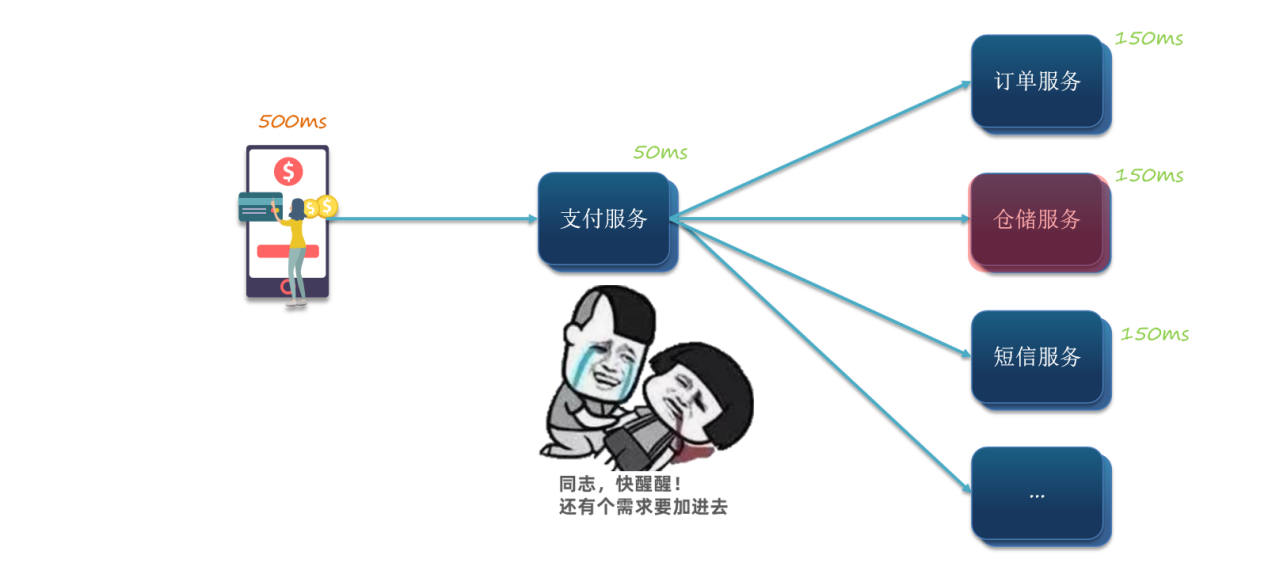 500ms
$
$
$
50ms
支付服务
150ms
订单服务
150ms
仓储服务
150ms
短信服务
...
同志，快醒醒！
还有个需求要加进去